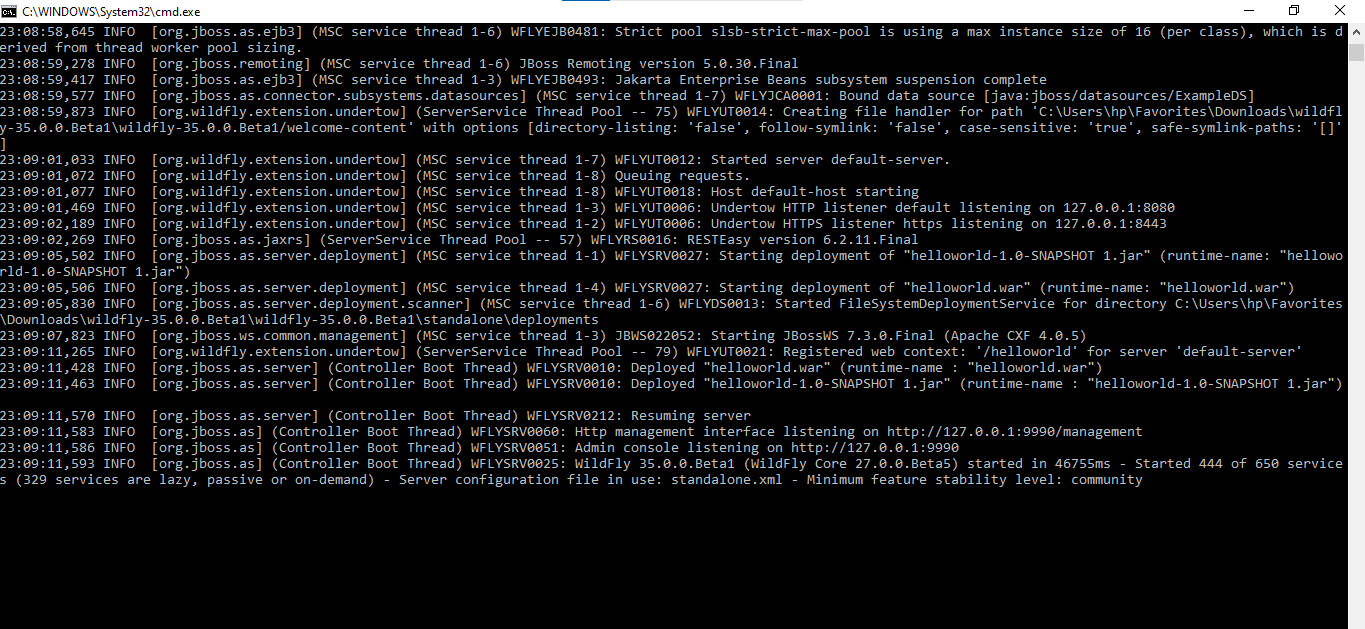 C:\WINDOWS\System32\cmd.exe
23:08:58,645 INFO  [org.jboss.as.ejb3] (MSC service thread 1-6) WFLYEJB0481: Strict pool slsb-strict-max-pool is using a max instance size of 16 (per class), which is d
erived from thread worker pool sizing.
23:08:59,278 INFO  [org.jboss.remoting] (MSC service thread 1-6) JBoss Remoting version 5.0.30.Final
23:08:59,417 INFO  [org.jboss.as.ejb3] (MSC service thread 1-3) WFLYEJB0493: Jakarta Enterprise Beans subsystem suspension complete
23:08:59,577 INFO  [org.jboss.as.connector.subsystems.datasources] (MSC service thread 1-7) WFLYJCA0001: Bound data source [java:jboss/datasources/ExampleDS]
23:08:59,873 INFO  [org.wildfly.extension.undertow] (ServerService Thread Pool -- 75) WFLYUT0014: Creating file handler for path 'C:\Users\hp\Favorites\Downloads\wildfl
y-35.0.0.Beta1\wildfly-35.0.0.Beta1/welcome-content' with options [directory-listing: 'false', follow-symlink: 'false', case-sensitive: 'true', safe-symlink-paths: '[]'
]
23:09:01,033 INFO  [org.wildfly.extension.undertow] (MSC service thread 1-7) WFLYUT0012: Started server default-server.
23:09:01,072 INFO  [org.wildfly.extension.undertow] (MSC service thread 1-8) Queuing requests.
23:09:01,077 INFO  [org.wildfly.extension.undertow] (MSC service thread 1-8) WFLYUT0018: Host default-host starting
23:09:01,469 INFO  [org.wildfly.extension.undertow] (MSC service thread 1-3) WFLYUT0006: Undertow HTTP listener default listening on 127.0.0.1:8080
23:09:02,189 INFO  [org.wildfly.extension.undertow] (MSC service thread 1-2) WFLYUT0006: Undertow HTTPS listener https listening on 127.0.0.1:8443
23:09:02,269 INFO  [org.jboss.as.jaxrs] (ServerService Thread Pool -- 57) WFLYRS0016: RESTEasy version 6.2.11.Final
23:09:05,502 INFO  [org.jboss.as.server.deployment] (MSC service thread 1-1) WFLYSRV0027: Starting deployment of "helloworld-1.0-SNAPSHOT 1.jar" (runtime-name: "hellowo
rld-1.0-SNAPSHOT 1.jar")
23:09:05,506 INFO  [org.jboss.as.server.deployment] (MSC service thread 1-4) WFLYSRV0027: Starting deployment of "helloworld.war" (runtime-name: "helloworld.war")
23:09:05,830 INFO  [org.jboss.as.server.deployment.scanner] (MSC service thread 1-6) WFLYDS0013: Started FileSystemDeploymentService for directory C:\Users\hp\Favorites
\Downloads\wildfly-35.0.0.Beta1\wildfly-35.0.0.Beta1\standalone\deployments
23:09:07,823 INFO  [org.jboss.ws.common.management] (MSC service thread 1-3) JBWS022052: Starting JBossWS 7.3.0.Final (Apache CXF 4.0.5)
23:09:11,265 INFO  [org.wildfly.extension.undertow] (ServerService Thread Pool -- 79) WFLYUT0021: Registered web context: '/helloworld' for server 'default-server'
23:09:11,428 INFO  [org.jboss.as.server] (Controller Boot Thread) WFLYSRV0010: Deployed "helloworld.war" (runtime-name : "helloworld.war")
23:09:11,463 INFO  [org.jboss.as.server] (Controller Boot Thread) WFLYSRV0010: Deployed "helloworld-1.0-SNAPSHOT 1.jar" (runtime-name : "helloworld-1.0-SNAPSHOT 1.jar")
23:09:11,570 INFO  [org.jboss.as.server] (Controller Boot Thread) WFLYSRV0212: Resuming server
23:09:11,583 INFO  [org.jboss.as] (Controller Boot Thread) WFLYSRV0060: Http management interface listening on http://127.0.0.1:9990/management
23:09:11,586 INFO  [org.jboss.as] (Controller Boot Thread) WFLYSRV0051: Admin console listening on http://127.0.0.1:9990
23:09:11,593 INFO  [org.jboss.as] (Controller Boot Thread) WFLYSRV0025: WildFly 35.0.0.Beta1 (WildFly Core 27.0.0.Beta5) started in 46755ms - Started 444 of 650 service
s (329 services are lazy, passive or on-demand) - Server configuration file in use: standalone.xml - Minimum feature stability level: community